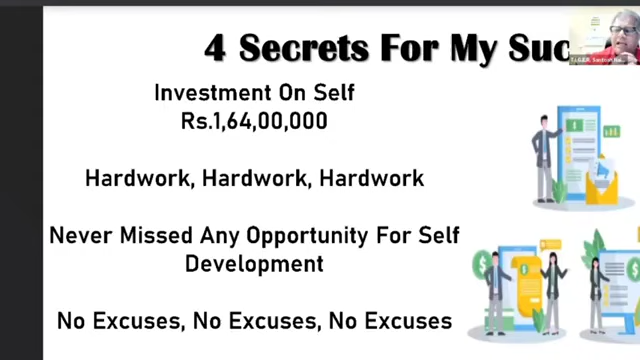 4 Secrets For My Suc
Investment On Self
Rs.1,64,00,000
Hardwork, Hardwork, Hardwork
Never Missed Any Opportunity For Self
Development
No Excuses, No Excuses, No Excuses